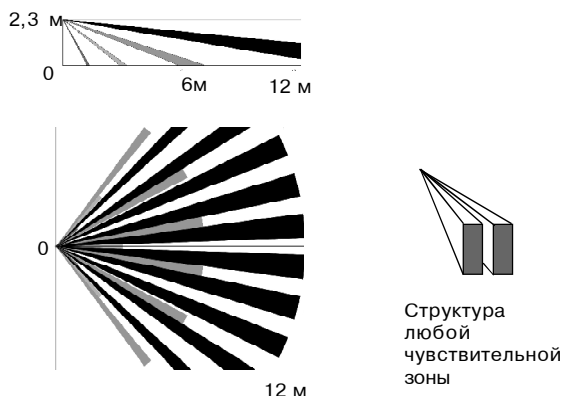 2,3 м
0
6м
12 м
0
12 м
Структура
любой
чувствительной
зоны